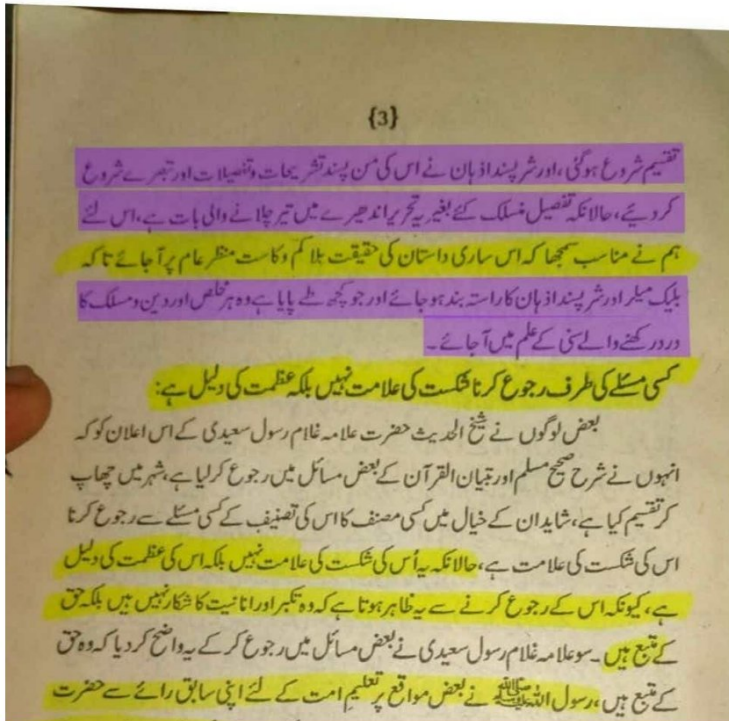 {3}
تقسیم شروع ہوگئی، اور شر پسند اذہان نے اس کی من پسند تشریحات وتفصیلات اور تبصرے شروع
کر دیئے، حالانکہ تفصیل منسلک کئے بغیر یہ تحریر اندھیرے میں تیر چلانے والی بات ہے، اس لئے
ہم نے مناسب سمجھا کہ اس ساری داستان کی حقیقت بلا کم وکاست منظر عام پر آجائے تاکہ
بلیک میلر اور شر پسند اذہان کا راستہ بند ہو جائے اور جو کچھ طے پایا ہے وہ ہر مخلص اور دین و مسلک کا
درد رکھنے والے سنی کے علم میں آجائے۔
کسی مسئلے کی طرف رجوع کرنا شکست کی علامت نہیں بلکہ عظمت کی دلیل ہے:
بعض لوگوں نے شیخ الحدیث حضرت علامہ غلام رسول سعیدی کے اس اعلان کو کہ
انہوں نے شرح صحیح مسلم اور تبیان القرآن کے بعض مسائل میں رجوع کر لیا ہے، شہر میں چھاپ
کر تقسیم کیا ہے، شاید ان کے خیال میں کسی مصنف کا اس کی تصنیف کے کسی مسئلے سے رجوع کرنا
اس کی شکست کی علامت ہے، حالانکہ یہ اُس کی شکست کی علامت نہیں بلکہ اس کی عظمت کی دلیل
ہے، کیونکہ اس کے رجوع کرنے سے یہ ظاہر ہوتا ہے کہ وہ تکبر اور انانیت کا شکار نہیں ہیں بلکہ حق
کے متبع ہیں۔ سو علامہ غلام رسول سعیدی نے بعض مسائل میں رجوع کر کے یہ واضح کر دیا کہ وہ حق
کے متبع ہیں، رسول اللہ ﷺ نے بعض مواقع پر تعلیم امت کے لئے اپنی سابق رائے سے حضرت